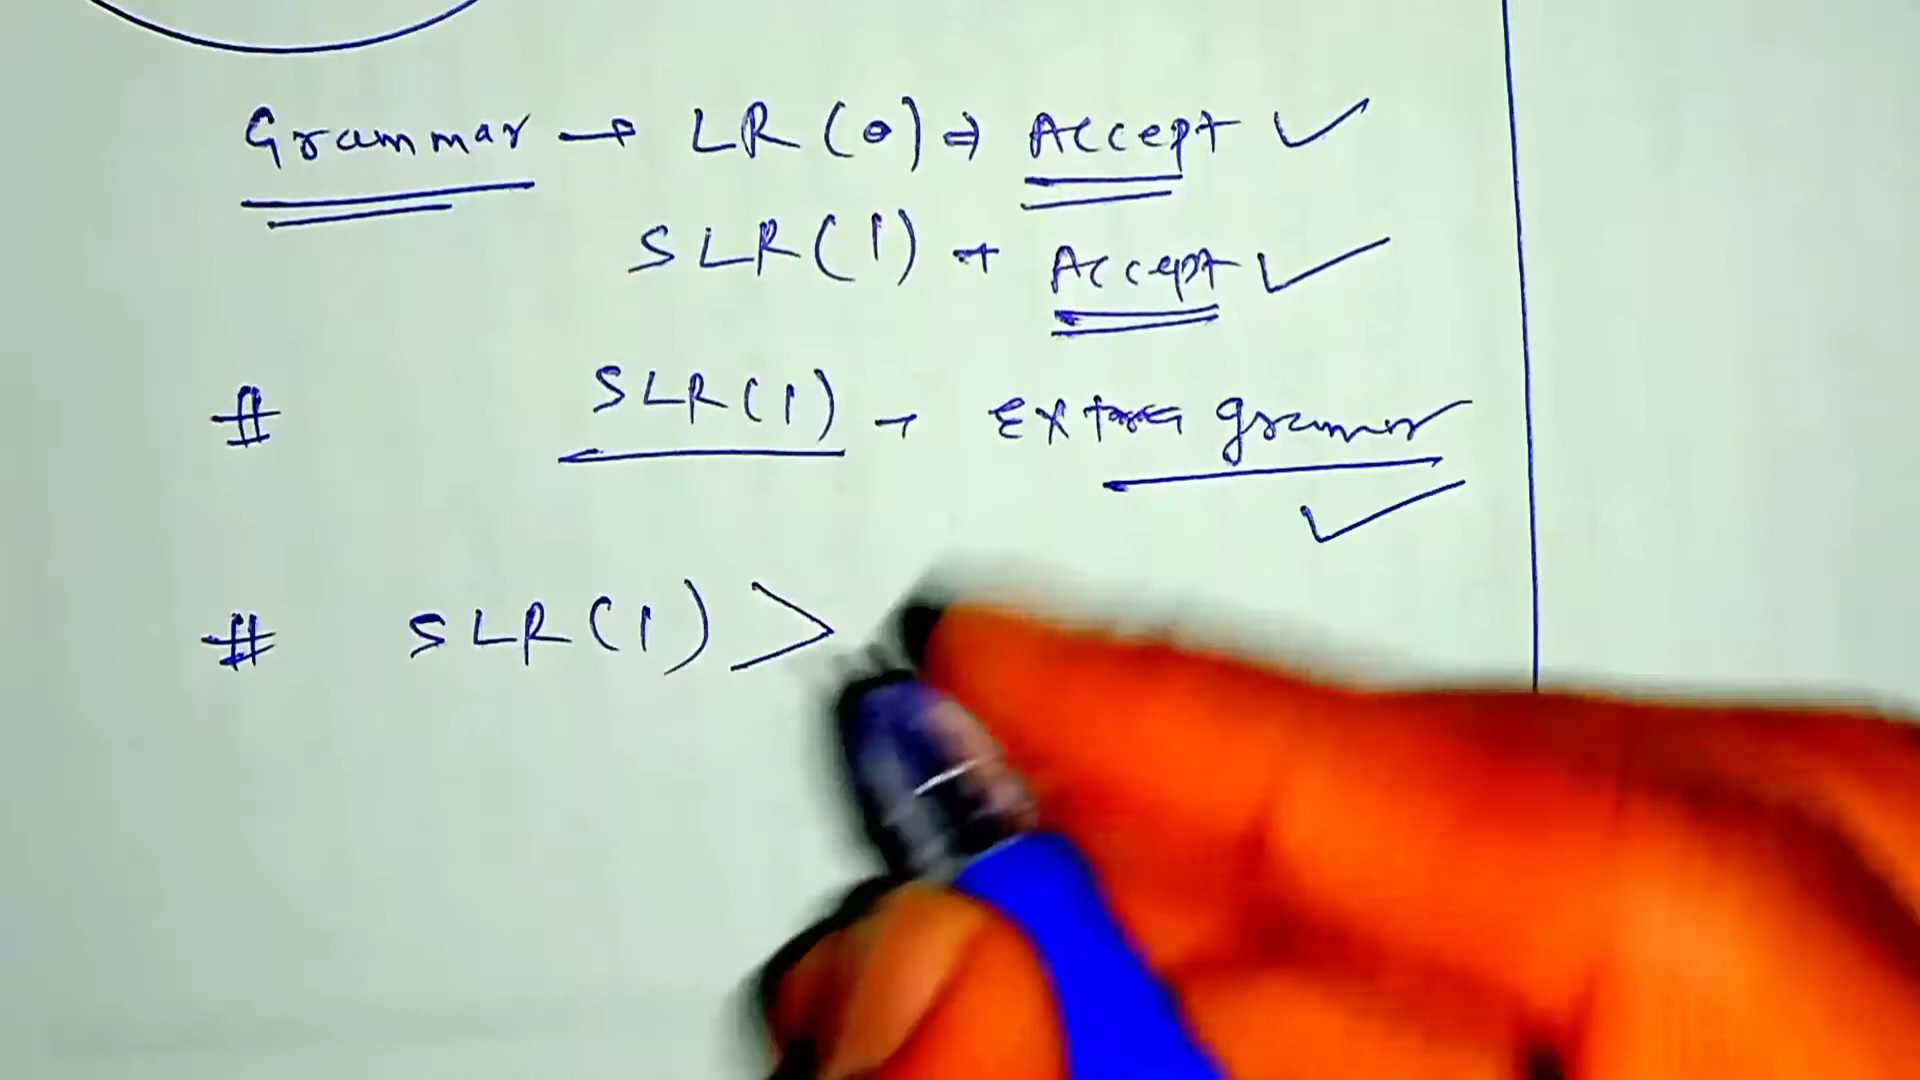 Grammar → LR(0) ⇒ Accept ✓
SLR(1) → Accept ✓
# SLR(1) → Extra grammar ✓
# SLR(1) >